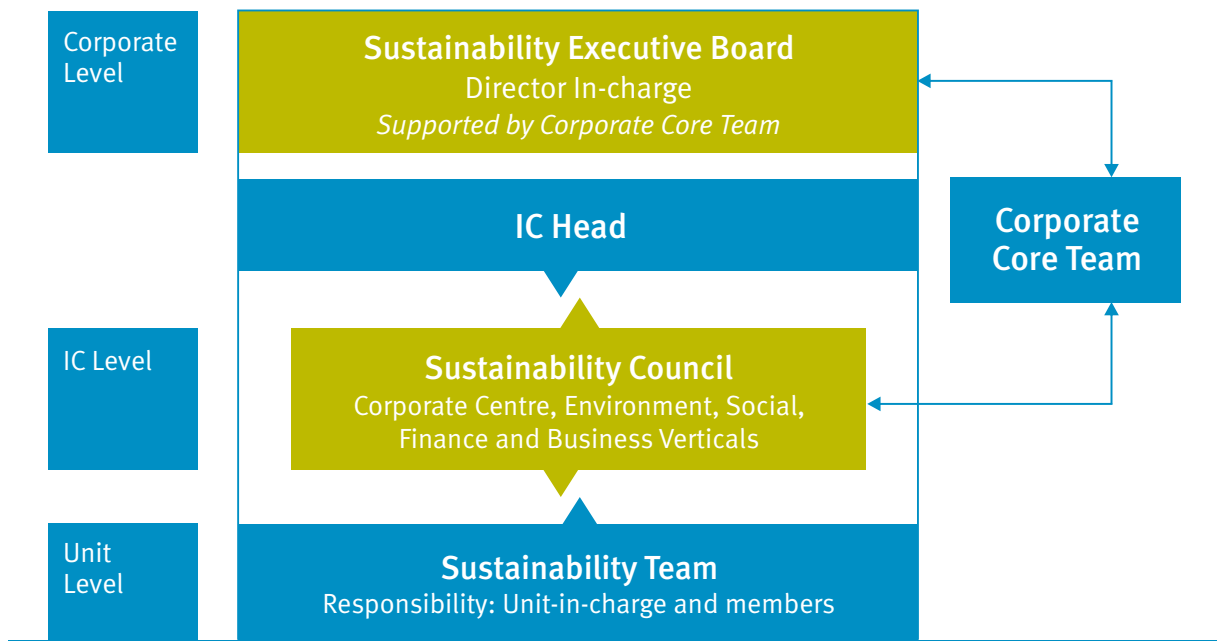 Corporate
Level
Sustainability Executive Board
Director In-charge
Supported by Corporate Core Team
IC Head
Corporate
Core Team
IC Level
Sustainability Council
Corporate Centre, Environment, Social,
Finance and Business Verticals
Unit
Level
Sustainability Team
Responsibility: Unit-in-charge and members